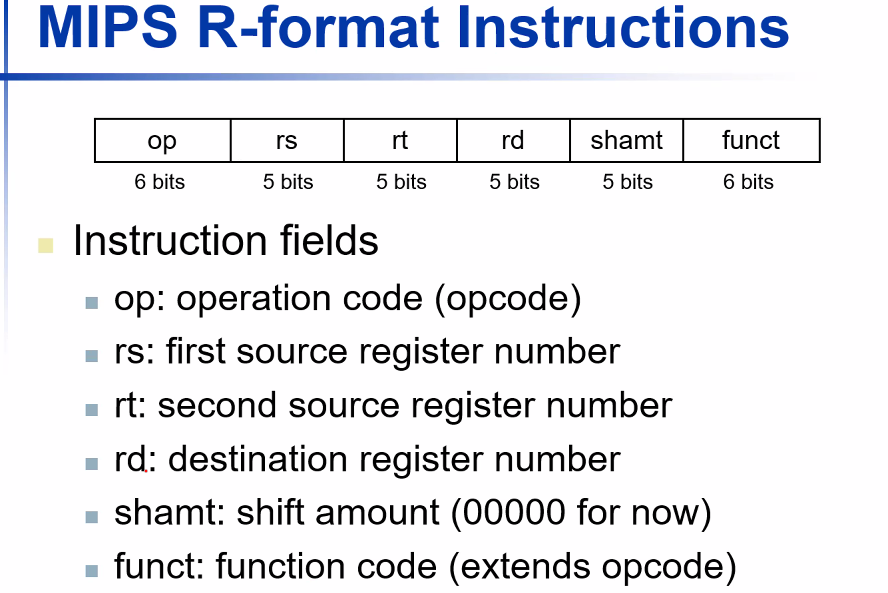 MIPS R-format Instructions
op rs rt rd shamt funct
6 bits 5 bits 5 bits 5 bits 5 bits 6 bits
Instruction fields
op: operation code (opcode)
rs: first source register number
rt: second source register number
rd: destination register number
shamt: shift amount (00000 for now)
funct: function code (extends opcode)